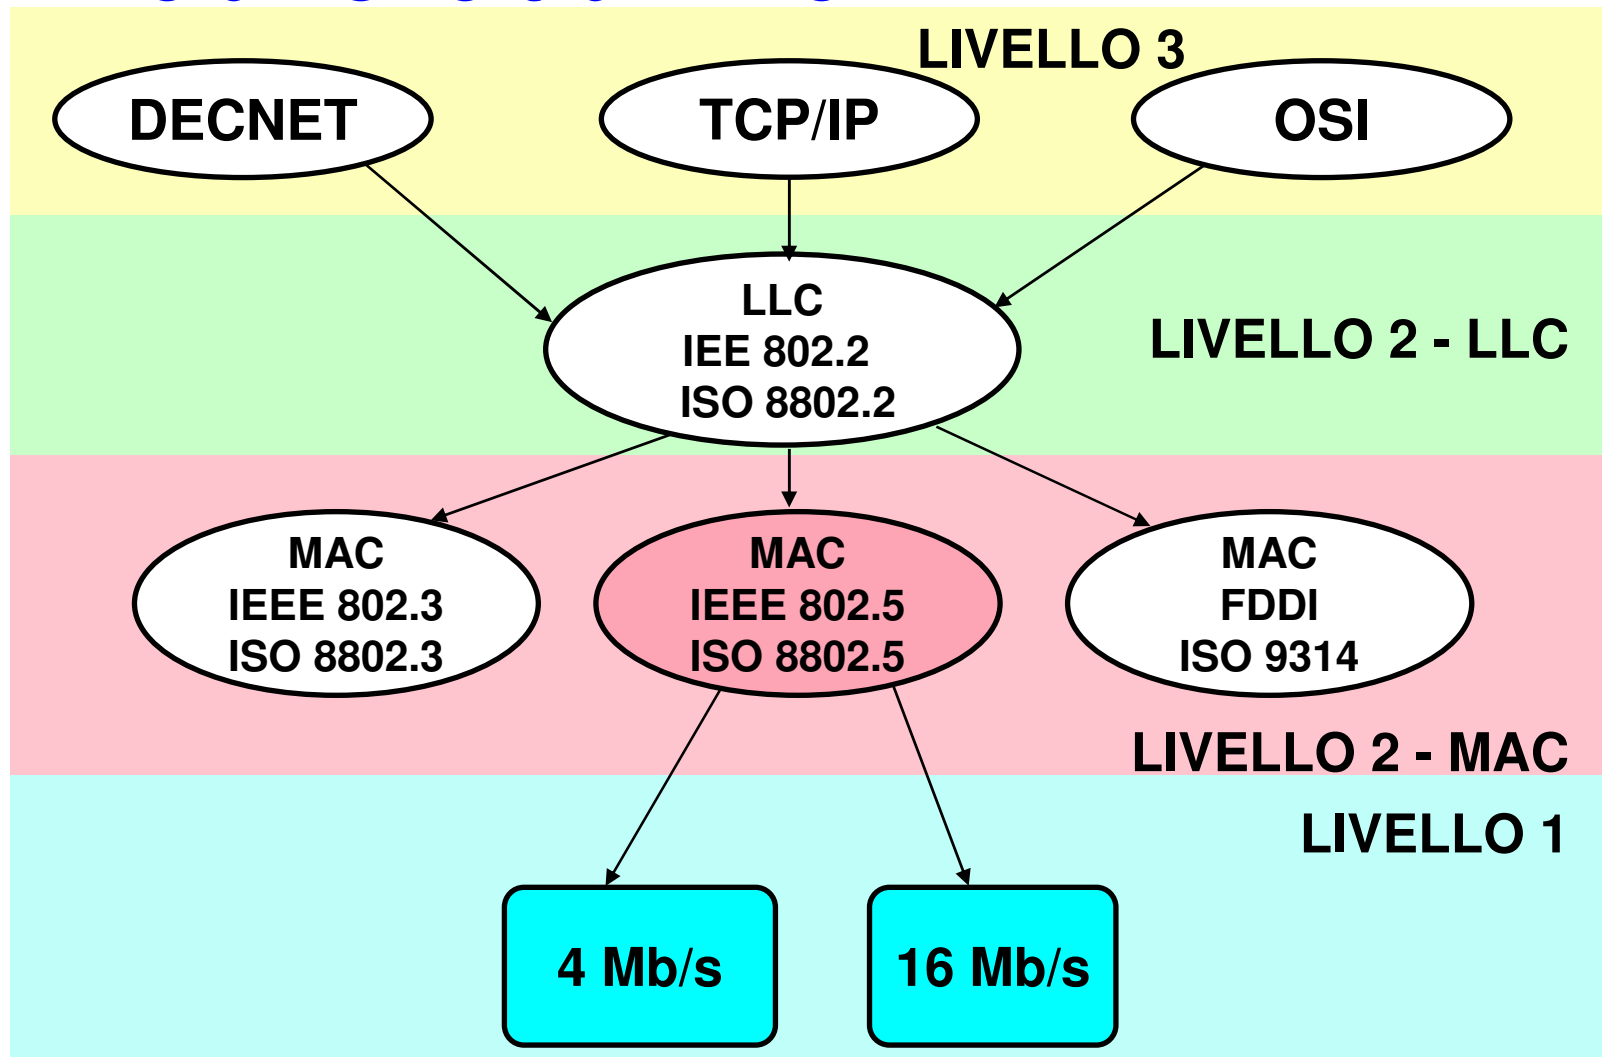 LIVELLO 3
DECNET
TCP/IP
OSI
LLC
IEE 802.2
ISO 8802.2
LIVELLO 2 - LLC
MAC
IEEE 802.3
ISO 8802.3
MAC
IEEE 802.5
ISO 8802.5
MAC
FDDI
ISO 9314
LIVELLO 2 - MAC
LIVELLO 1
4 Mb/s
16 Mb/s